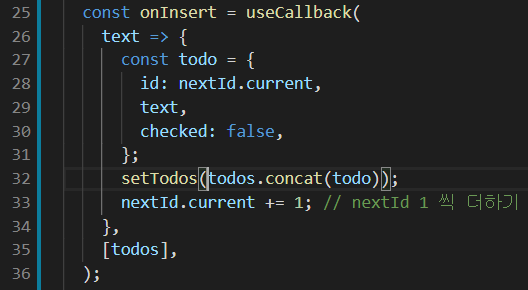 25 const onInsert = useCallback(
26 text => {
27 const todo = {
28 id: nextId.current,
29 text,
30 checked: false,
31 };
32 setTodos(todos.concat(todo));
33 nextId.current += 1; // nextId 1 씩 더하기
34 },
35 [todos],
36 );